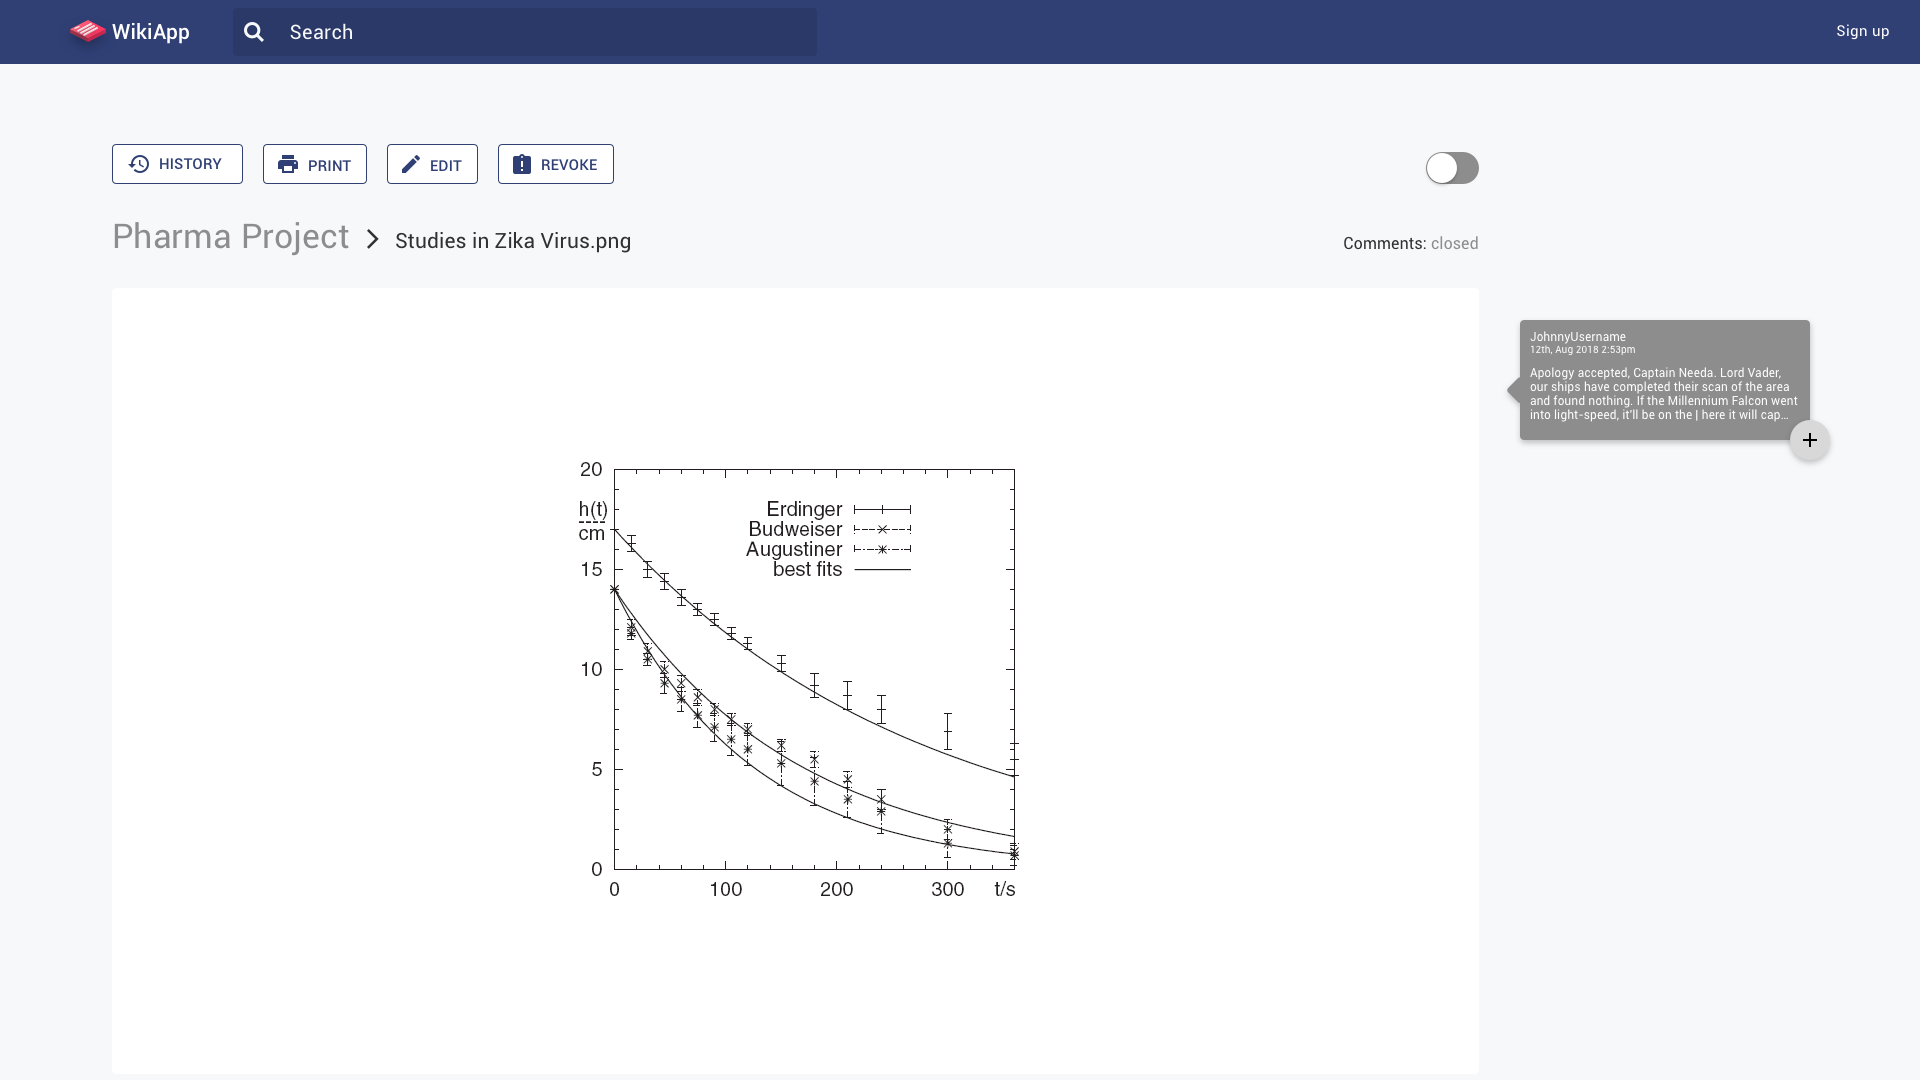 WikiApp
Search
Sign up
HISTORY
PRINT
EDIT
REVOKE
Pharma Project
Studies in Zika Virus.png
Comments: closed
JohnnyUsername
12th, Aug 2018 2:53pm
Apology accepted, Captain Needa. Lord Vader,
our ships have completed their scan of the area
and found nothing. If the Millennium Falcon went
into light-speed, it'll be on the | here it will cap...
20
h(t)
cm
15
10
5
0
Erdinger
Budweiser
Augustiner
best fits
0 100 200 300 t/s